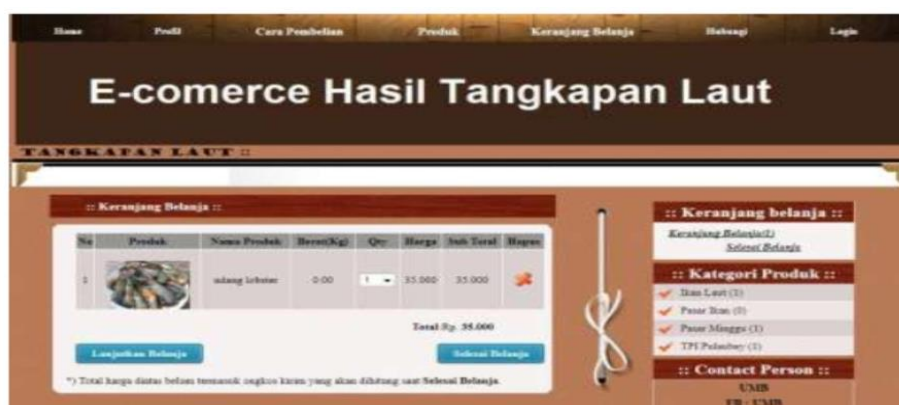 Home Profil Cara Pembelian Produk Keranjang Belanja Hubungi Login
E-comerce Hasil Tangkapan Laut
TANGKAPAN LAUT ::
:: Keranjang Belanja ::
No Produk Nama Produk Berat(Kg) Qty Harga Sub Total Hapus
1 udang lobster 0.00 1 35.000 35.000
Total Rp. 35.000
Lanjutkan Belanja Selesai Belanja
*) Total harga diatas belum termasuk ongkos kirim yang akan dihitung saat Selesai Belanja.
:: Keranjang belanja ::
Keranjang Belanja(1)
Selesai Belanja
:: Kategori Produk ::
Ikan Laut (1)
Pasar Ikan (0)
Pasar Minggu (1)
TPI (1)
:: Contact Person ::
UMB
FB : UMB